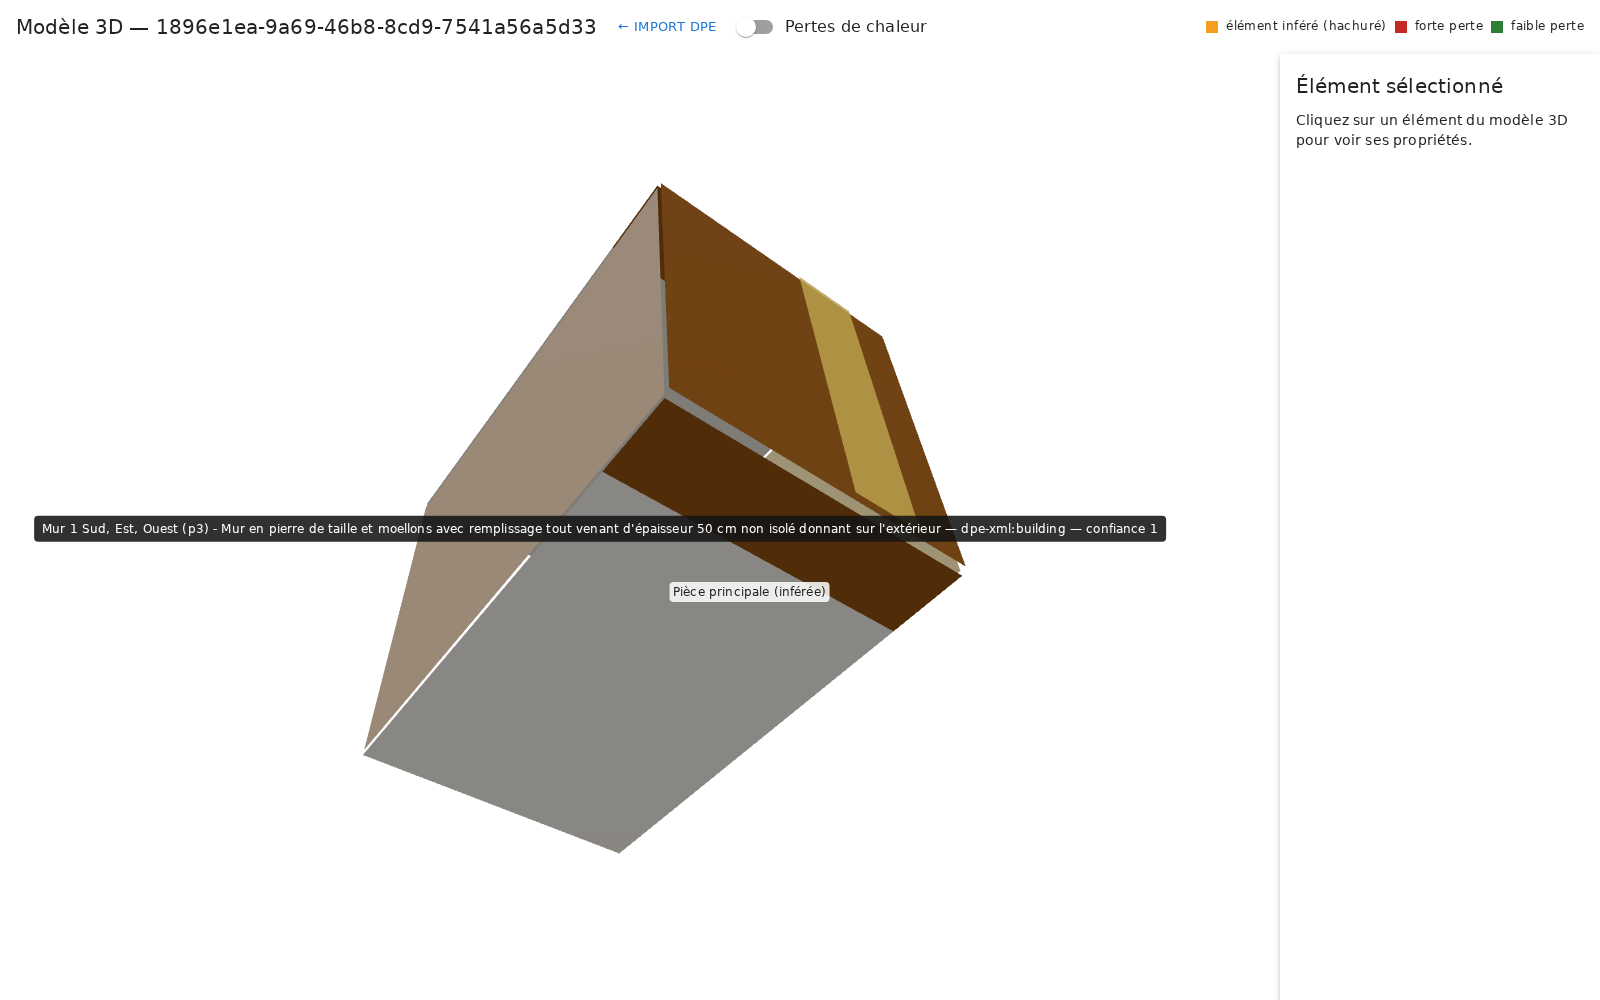 Modèle 3D — 1896e1ea-9a69-46b8-8cd9-7541a56a5d33
← IMPORT DPE
Pertes de chaleur
élément inféré (hachuré)
forte perte
faible perte
Élément sélectionné
Cliquez sur un élément du modèle 3D
pour voir ses propriétés.
Mur 1 Sud, Est, Ouest (p3) - Mur en pierre de taille et moellons avec remplissage tout venant d'épaisseur 50 cm non isolé donnant sur l'extérieur — dpe-xml:building — confiance 1
Pièce principale (inférée)